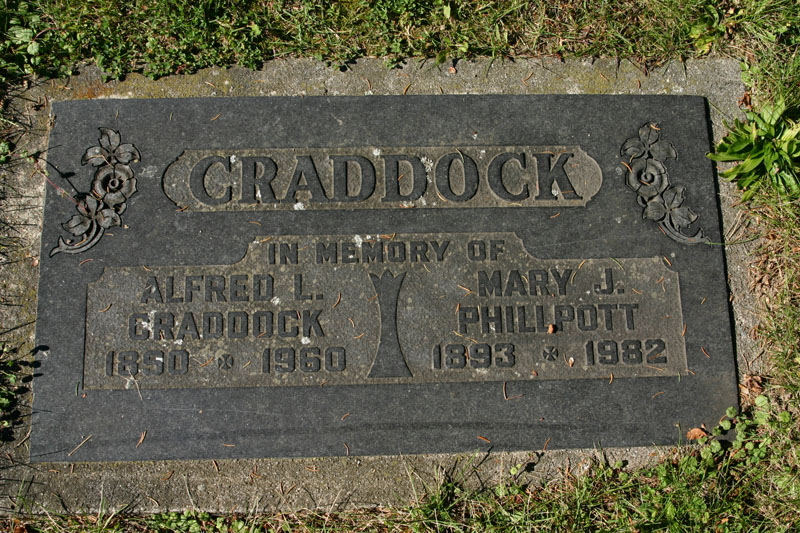 CRADDOCK
IN MEMORY OF
ALFRED L.
CRADDOCK
1890 ✠ 1960
MARY J.
PHILLPOTT
1893 ✠ 1982